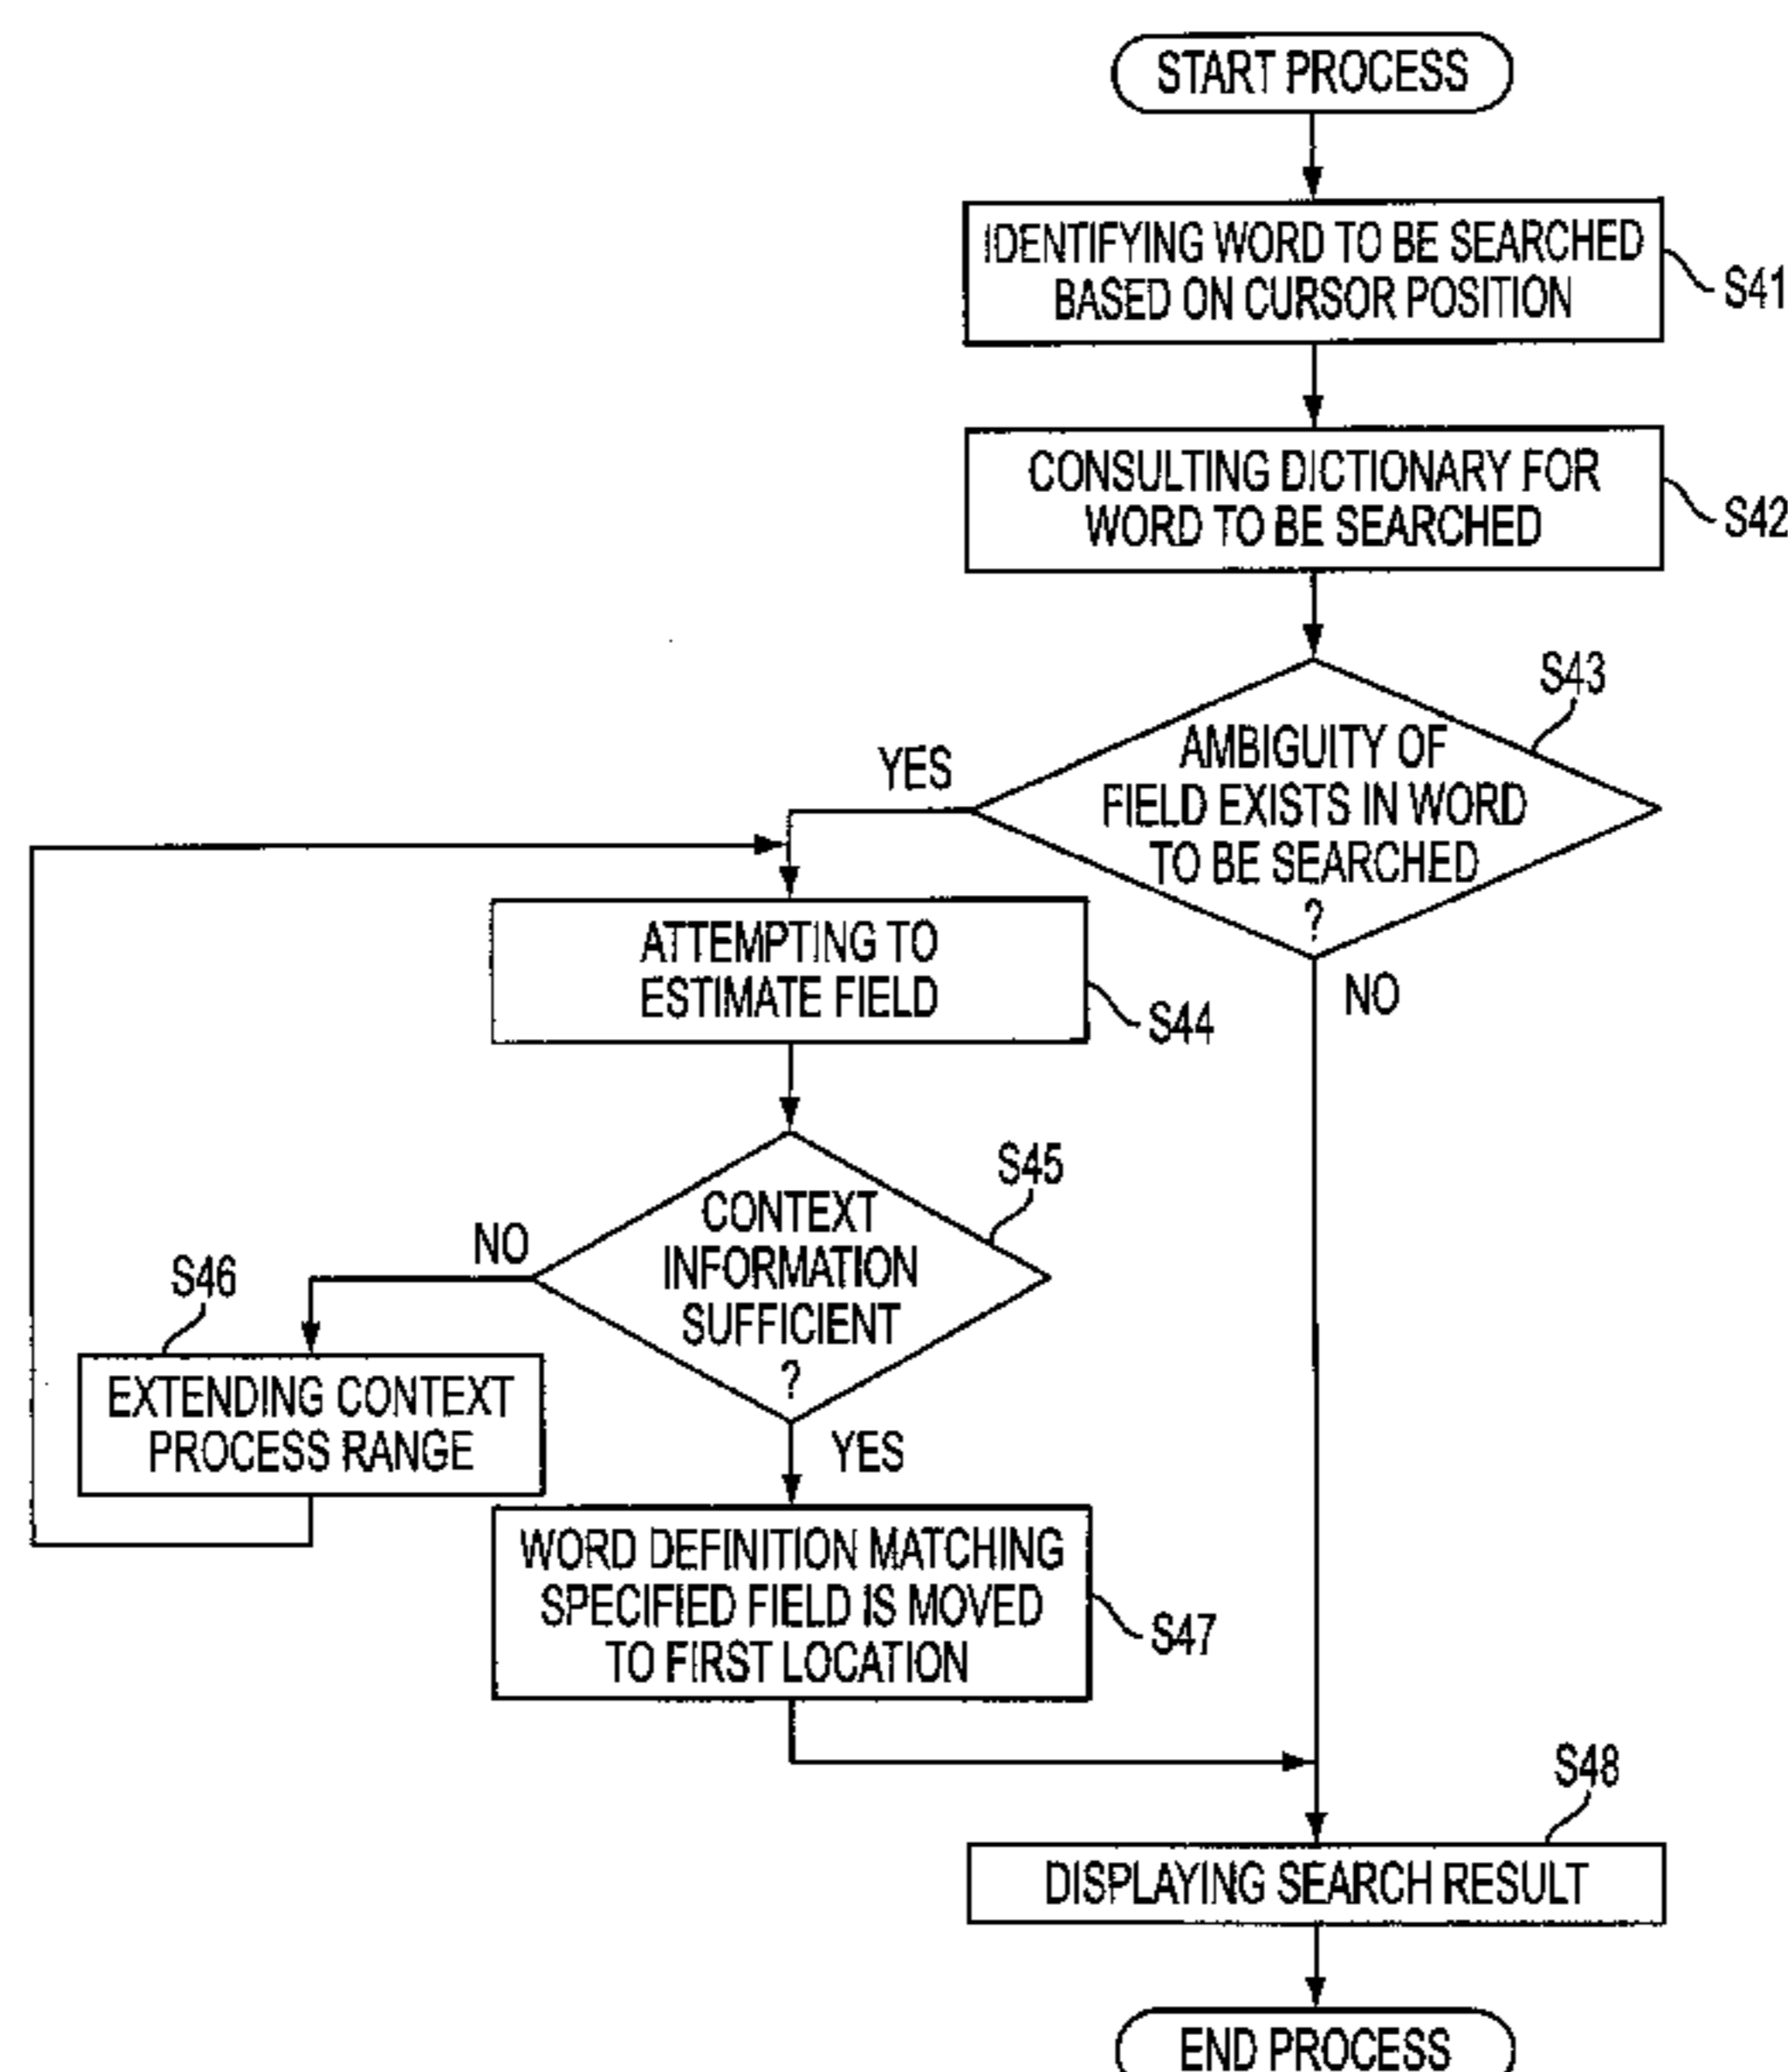 START PROCESS
IDENTIFYING WORD TO BE SEARCHED
BASED ON CURSOR POSITION
S41
CONSULTING DICTIONARY FOR
WORD TO BE SEARCHED
S42
S43
AMBIGUITY OF
FIELD EXISTS IN WORD
TO BE SEARCHED
?
YES
NO
ATTEMPTING TO
ESTIMATE FIELD
S44
S45
CONTEXT
INFORMATION
SUFFICIENT
?
NO
YES
S46
EXTENDING CONTEXT
PROCESS RANGE
WORD DEFINITION MATCHING
SPECIFIED FIELD IS MOVED
TO FIRST LOCATION
S47
S48
DISPLAYING SEARCH RESULT
END PROCESS